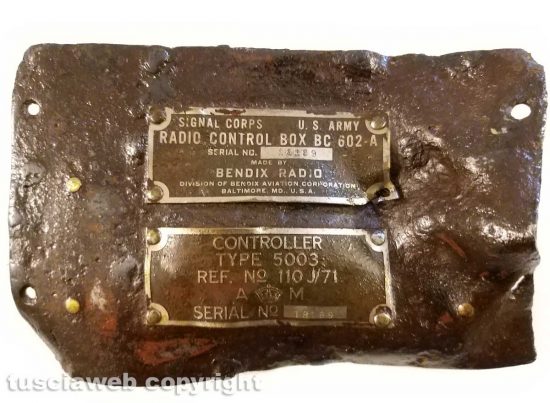 SIGNAL CORPS U.S. ARMY
RADIO CONTROL BOX BC 602-A
SERIAL NO.
MADE BY
BENDIX RADIO
DIVISION OF BENDIX AVIATION CORPORATION
BALTIMORE, MD., U.S.A.
CONTROLLER
TYPE 5003
REF. Nº 110J/71
A M
SERIAL Nº
tusciaweb copyright